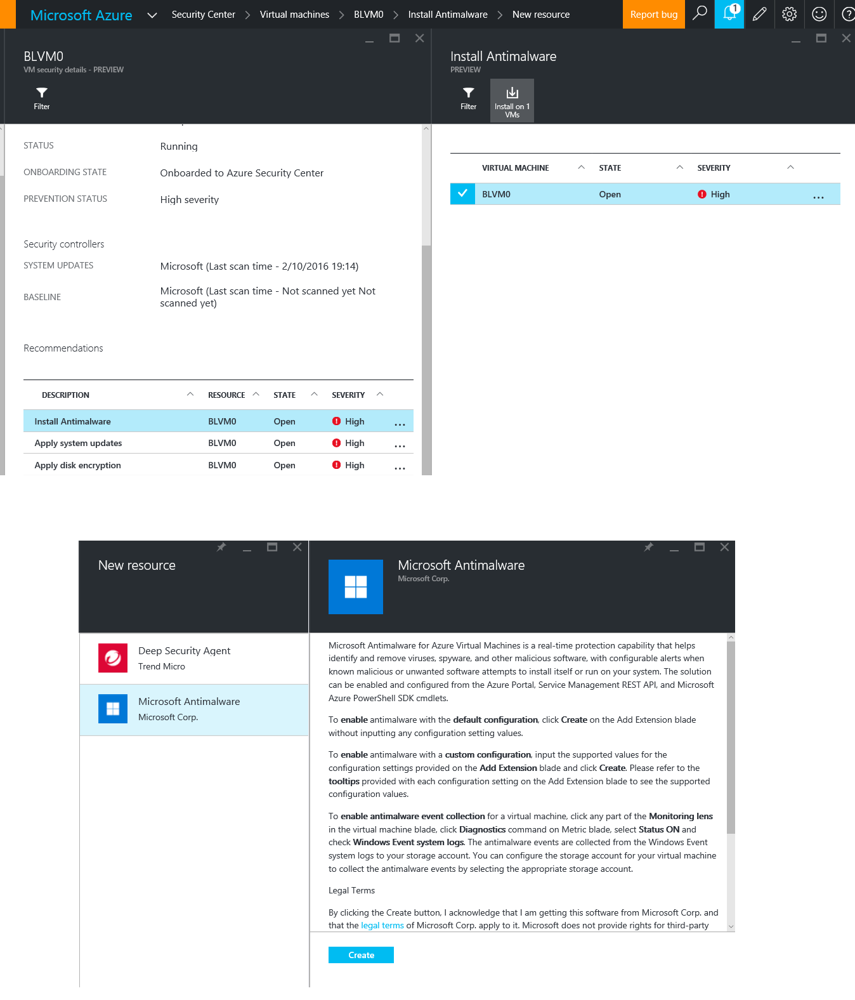 Microsoft Azure Security Center Virtual machines BLVM0 Install Antimalware New resource Report bug 1
BLVM0
VM security details - PREVIEW
Filter
STATUS Running
ONBOARDING STATE Onboarded to Azure Security Center
PREVENTION STATUS High severity
Security controllers
SYSTEM UPDATES Microsoft (Last scan time - 2/10/2016 19:14)
BASELINE Microsoft (Last scan time - Not scanned yet Not
scanned yet)
Recommendations
DESCRIPTION RESOURCE STATE SEVERITY
Install Antimalware BLVM0 Open High ...
Apply system updates BLVM0 Open High ...
Apply disk encryption BLVM0 Open High ...
Install Antimalware
PREVIEW
Filter
Install on 1
VMs
VIRTUAL MACHINE STATE SEVERITY
BLVM0 Open High ...
New resource
Deep Security Agent
Trend Micro
Microsoft Antimalware
Microsoft Corp.
Microsoft Antimalware
Microsoft Corp.
Microsoft Antimalware for Azure Virtual Machines is a real-time protection capability that helps
identify and remove viruses, spyware, and other malicious software, with configurable alerts when
known malicious or unwanted software attempts to install itself or run on your system. The solution
can be enabled and configured from the Azure Portal, Service Management REST API, and Microsoft
Azure PowerShell SDK cmdlets.
To enable antimalware with the default configuration, click Create on the Add Extension blade
without inputting any configuration setting values.
To enable antimalware with a custom configuration, input the supported values for the
configuration settings provided on the Add Extension blade and click Create. Please refer to the
tooltips provided with each configuration setting on the Add Extension blade to see the supported
configuration values.
To enable antimalware event collection for a virtual machine, click any part of the Monitoring lens
in the virtual machine blade, click Diagnostics command on Metric blade, select Status ON and
check Windows Event system logs. The antimalware events are collected from the Windows Event
system logs to your storage account. You can configure the storage account for your virtual machine
to collect the antimalware events by selecting the appropriate storage account.
Legal Terms
By clicking the Create button, I acknowledge that I am getting this software from Microsoft Corp. and
that the legal terms of Microsoft Corp. apply to it. Microsoft does not provide rights for third-party
Create